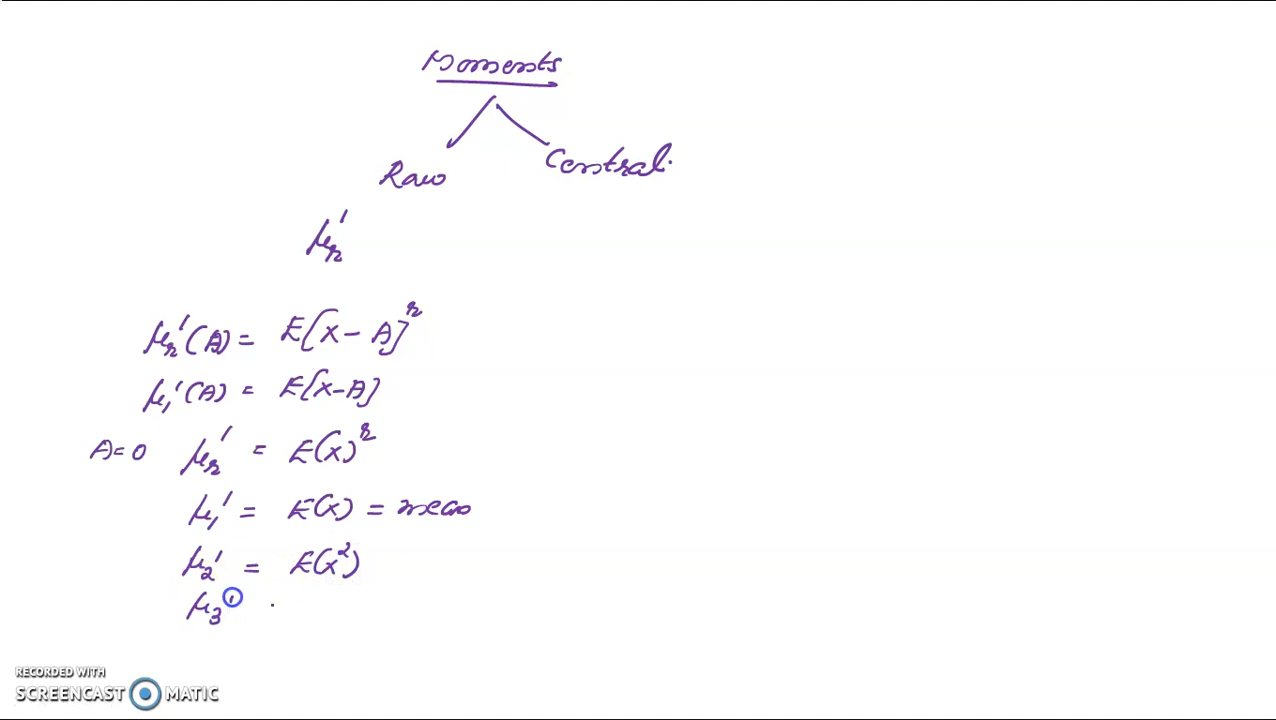 Moments
Raw Central.
μr'
μr'(A) = E[X-A]^r
μ1'(A) = E[X-A]
A=0 μr' = E(X)^r
μ1' = E(X) = mean
μ2' = E(X²)
μ3'
RECORDED WITH
SCREENCAST MATIC